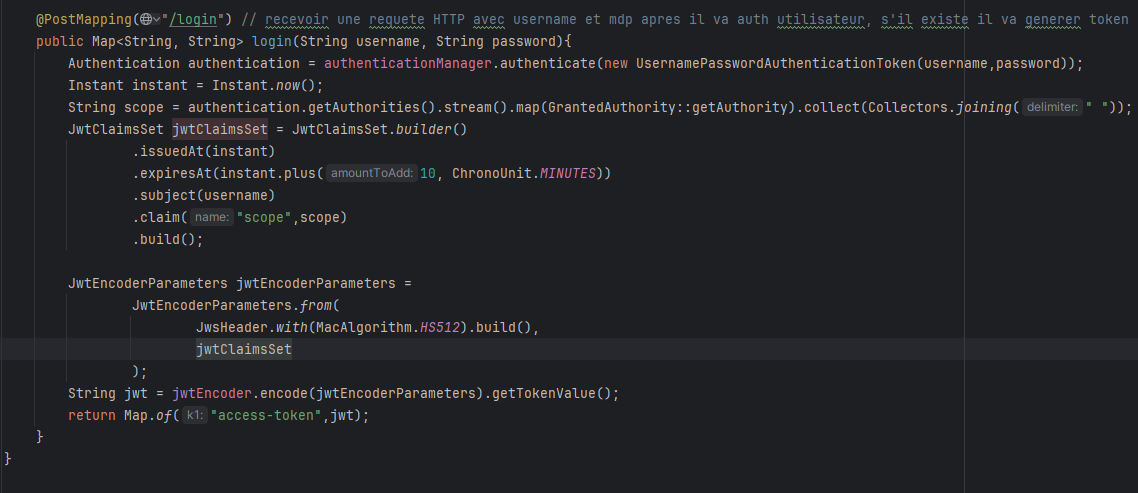 @PostMapping("/login") // recevoir une requete HTTP avec username et mdp apres il va auth utilisateur, s'il existe il va generer token
public Map<String, String> login(String username, String password){
Authentication authentication = authenticationManager.authenticate(new UsernamePasswordAuthenticationToken(username,password));
Instant instant = Instant.now();
String scope = authentication.getAuthorities().stream().map(GrantedAuthority::getAuthority).collect(Collectors.joining( delimiter: " "));
JwtClaimsSet jwtClaimsSet = JwtClaimsSet.builder()
.issuedAt(instant)
.expiresAt(instant.plus( amountToAdd: 10, ChronoUnit.MINUTES))
.subject(username)
.claim( name: "scope",scope)
.build();
JwtEncoderParameters jwtEncoderParameters =
JwtEncoderParameters.from(
JwsHeader.with(MacAlgorithm.HS512).build(),
jwtClaimsSet
);
String jwt = jwtEncoder.encode(jwtEncoderParameters).getTokenValue();
return Map.of( k1: "access-token",jwt);
}
}